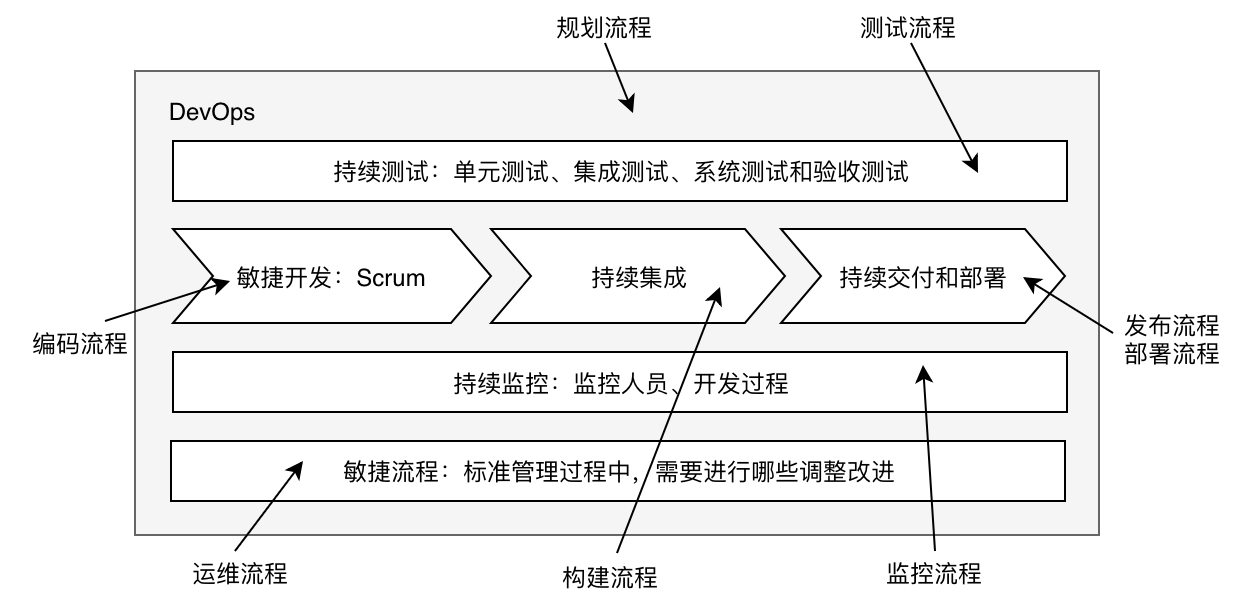 规划流程
测试流程
DevOps
持续测试：单元测试、集成测试、系统测试和验收测试
敏捷开发：Scrum
持续集成
持续交付和部署
编码流程
发布流程
部署流程
持续监控：监控人员、开发过程
敏捷流程：标准管理过程中，需要进行哪些调整改进
运维流程
构建流程
监控流程